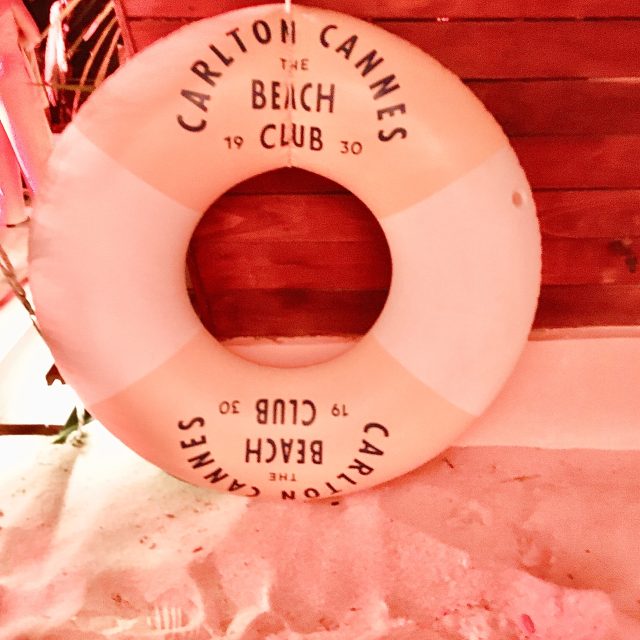 CARLTON CANNES
THE
BEACH
19 CLUB 30
19 CLUB 30
BEACH
THE
CARLTON CANNES